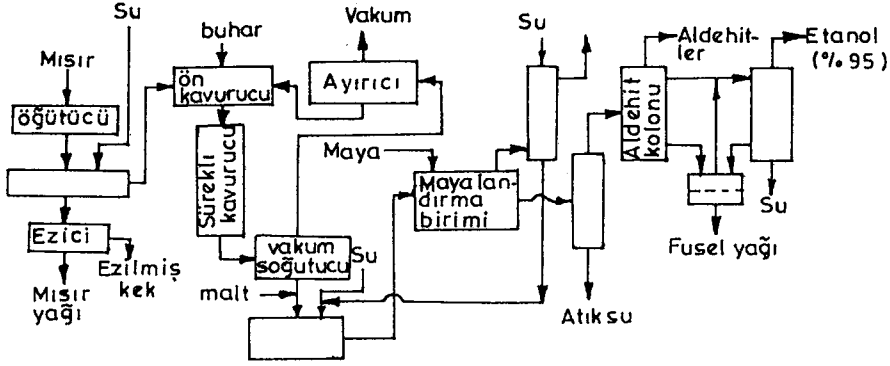 Su
Mısır
öğütücü
Ezici
Mısır
yağı
Ezilmiş
kek
buhar
ön
kavurucu
Sürekli
kavurucu
Vakum
Ayırıcı
vakum
soğutucu
Su
malt
Maya
Mayalan-
dırma
birimi
Su
Atıksu
Aldehit
kolonu
Aldehit-
ler
Etanol
(% 95)
Su
Fusel yağı